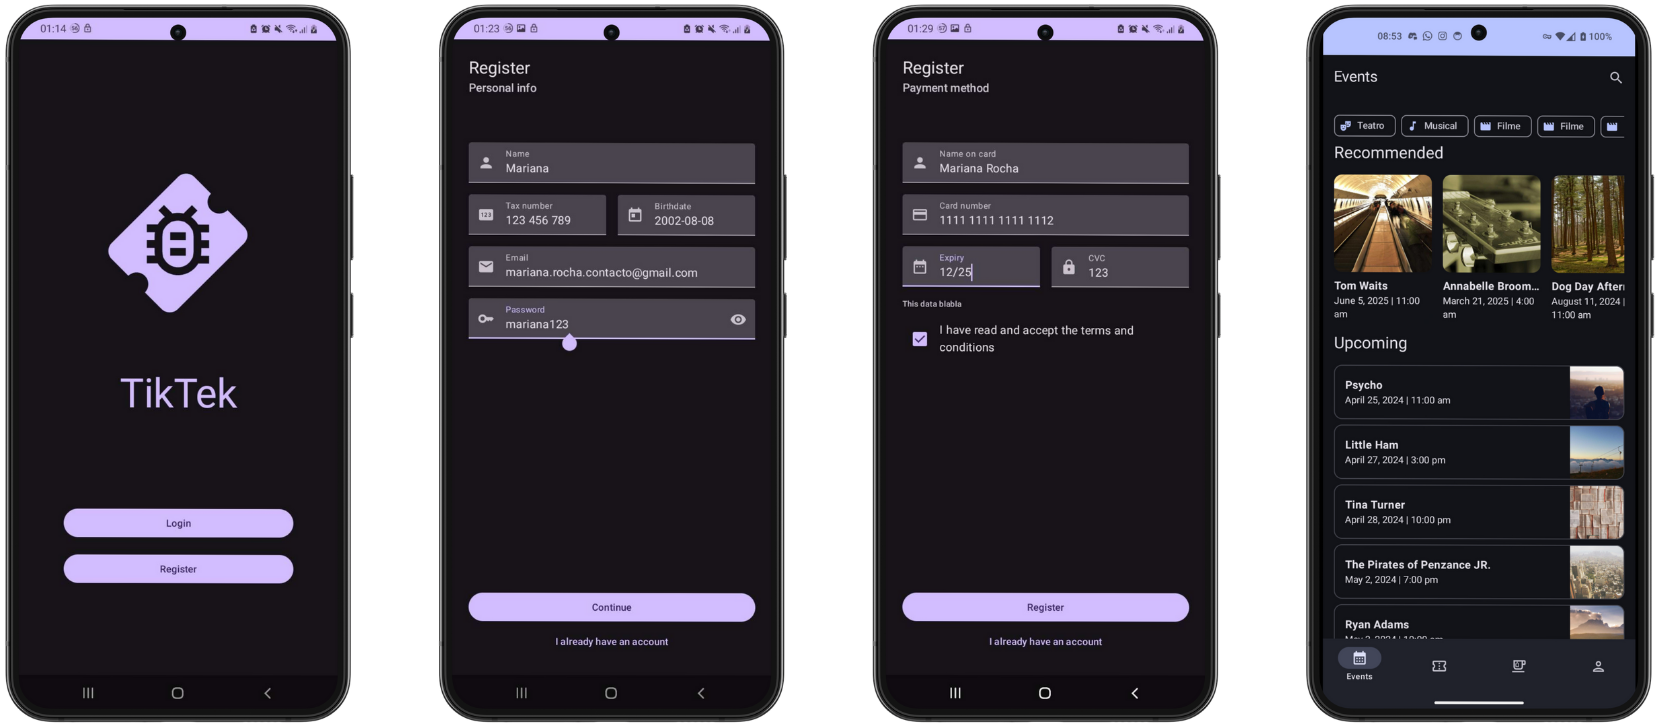 01:14
TikTek
Login
Register
01:23
Register
Personal info
Name
Mariana
Tax number
123 456 789
Birthdate
2002-08-08
Email
mariana.rocha.contacto@gmail.com
Password
mariana123
Continue
I already have an account
01:29
Register
Payment method
Name on card
Mariana Rocha
Card number
1111 1111 1111 1112
Expiry
12/25
CVC
123
This data blabla
I have read and accept the terms and
conditions
Register
I already have an account
08:53
100%
Events
Teatro
Musical
Filme
Filme
Recommended
Tom Waits
June 5, 2025 | 11:00
am
Annabelle Broom...
March 21, 2025 | 4:00
am
Dog Day After
August 11, 2024 |
11:00 am
Upcoming
Psycho
April 25, 2024 | 11:00 am
Little Ham
April 27, 2024 | 3:00 pm
Tina Turner
April 28, 2024 | 10:00 pm
The Pirates of Penzance JR.
May 2, 2024 | 7:00 pm
Ryan Adams
Events